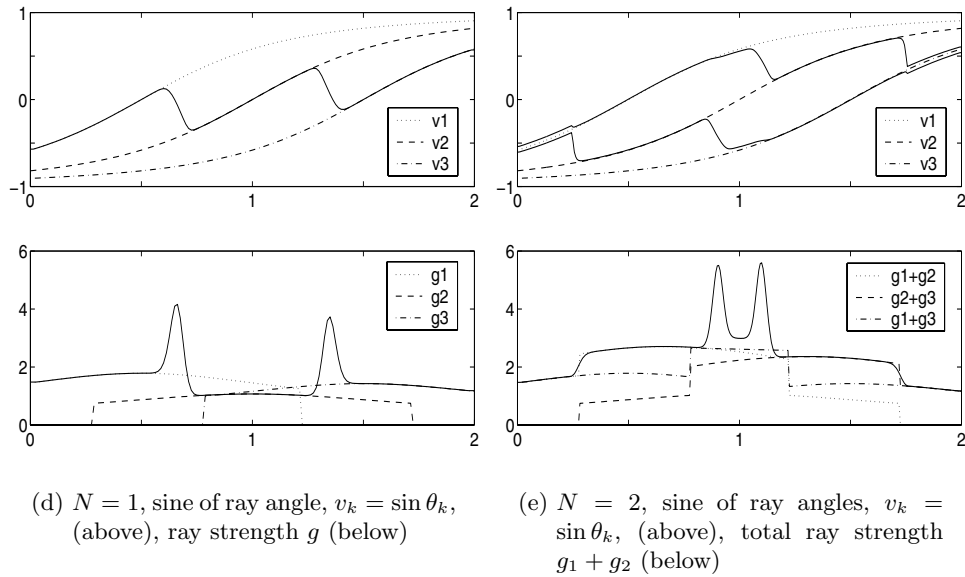 1
0
−1
0
1
2
v1
v2
v3
1
0
−1
0
1
2
v1
v2
v3
6
4
2
0
0
1
2
g1
g2
g3
6
4
2
0
0
1
2
g1+g2
g2+g3
g1+g3
(d) N = 1, sine of ray angle, v_k = sin θ_k,
(above), ray strength g (below)
(e) N = 2, sine of ray angles, v_k =
sin θ_k, (above), total ray strength
g_1 + g_2 (below)